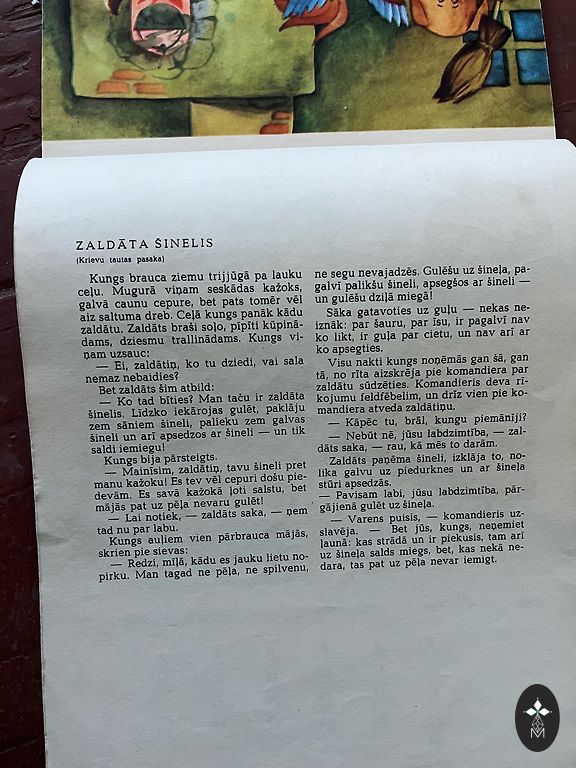 ZALDĀTA ŠINELIS
(Krievu tautas pasaka)
Kungs brauca ziemu trijjūgā pa lauku
ceļu. Mugurā viņam seskādas kažoks,
galvā caunu cepure, bet pats tomēr vēl
aiz saltuma dreb. Ceļā kungs panāk kādu
zaldātu. Zaldāts braši soļo, pīpīti kūpinā-
dams, dziesmu trallinādams. Kungs vi-
ņam uzsauc:
— Ei, zaldātiņ, ko tu dziedi, vai sala
nemaz nebaidies?
Bet zaldāts šim atbild:
— Ko tad bīties? Man taču ir zaldāta
šinelis. Līdzko iekārojas gulēt, paklāju
zem sāniem šineli, palieku zem galvas
šineli un arī apsedzos ar šineli — un tik
saldi iemiegu!
Kungs bija pārsteigts.
— Mainīsim, zaldātiņ, tavu šineli pret
manu kažoku! Es tev vēl cepuri došu pie-
devām. Es savā kažokā ļoti salstu, bet
mājās pat uz pēļa nevaru gulēt!
— Lai notiek, — zaldāts saka, — ņem
tad nu par labu.
Kungs auļiem vien pārbrauca mājās,
skrien pie sievas:
— Redzi, mīļā, kādu es jauku lietu no-
pirku. Man tagad ne pēļa, ne spilvenu,
ne segu nevajadzēs. Gulēšu uz šineļa, pa-
galvī palikšu šineli, apsegšos ar šineli —
un gulēšu dziļā miegā!
Sāka gatavoties uz guļu — nekas ne-
iznāk: par šauru, par īsu, ir pagalvī nav
ko likt, ir guļa par cietu, un nav arī ar
ko apsegties.
Visu nakti kungs noņēmās gan šā, gan
tā, no rīta aizskrēja pie komandiera par
zaldātu sūdzēties. Komandieris deva rī-
kojumu feldfēbelim, un drīz vien pie ko-
mandiera atveda zaldātiņu.
— Kāpēc tu, brāl, kungu piemānīji?
— Nebūt nē, jūsu labdzimtība, — zal-
dāts saka, — rau, kā mēs to darām.
Zaldāts paņēma šineli, izklāja to, no-
lika galvu uz piedurknes un ar šineļa
stūri apsedzās.
— Pavisam labi, jūsu labdzimtība, pār-
gājienā gulēt uz šineļa.
— Varens puisis, — komandieris uz-
slavēja. — Bet jūs, kungs, neņemiet
ļaunā: kas strādā un ir piekusis, tam arī
uz šineļa salds miegs, bet, kas nekā ne-
dara, tas pat uz pēļa nevar iemigt.
M